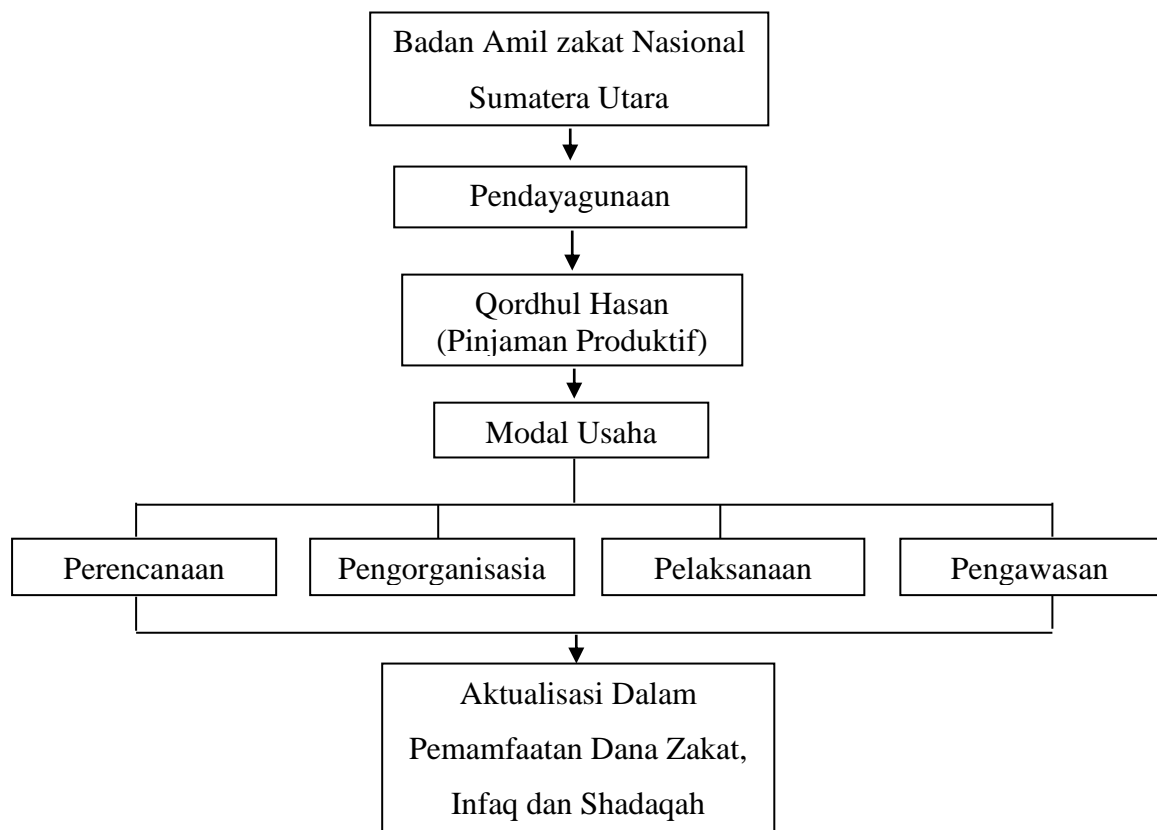 Badan Amil zakat Nasional
Sumatera Utara
Pendayagunaan
Qordhul Hasan
(Pinjaman Produktif)
Modal Usaha
Perencanaan
Pengorganisasia
Pelaksanaan
Pengawasan
Aktualisasi Dalam
Pemamfaatan Dana Zakat,
Infaq dan Shadaqah